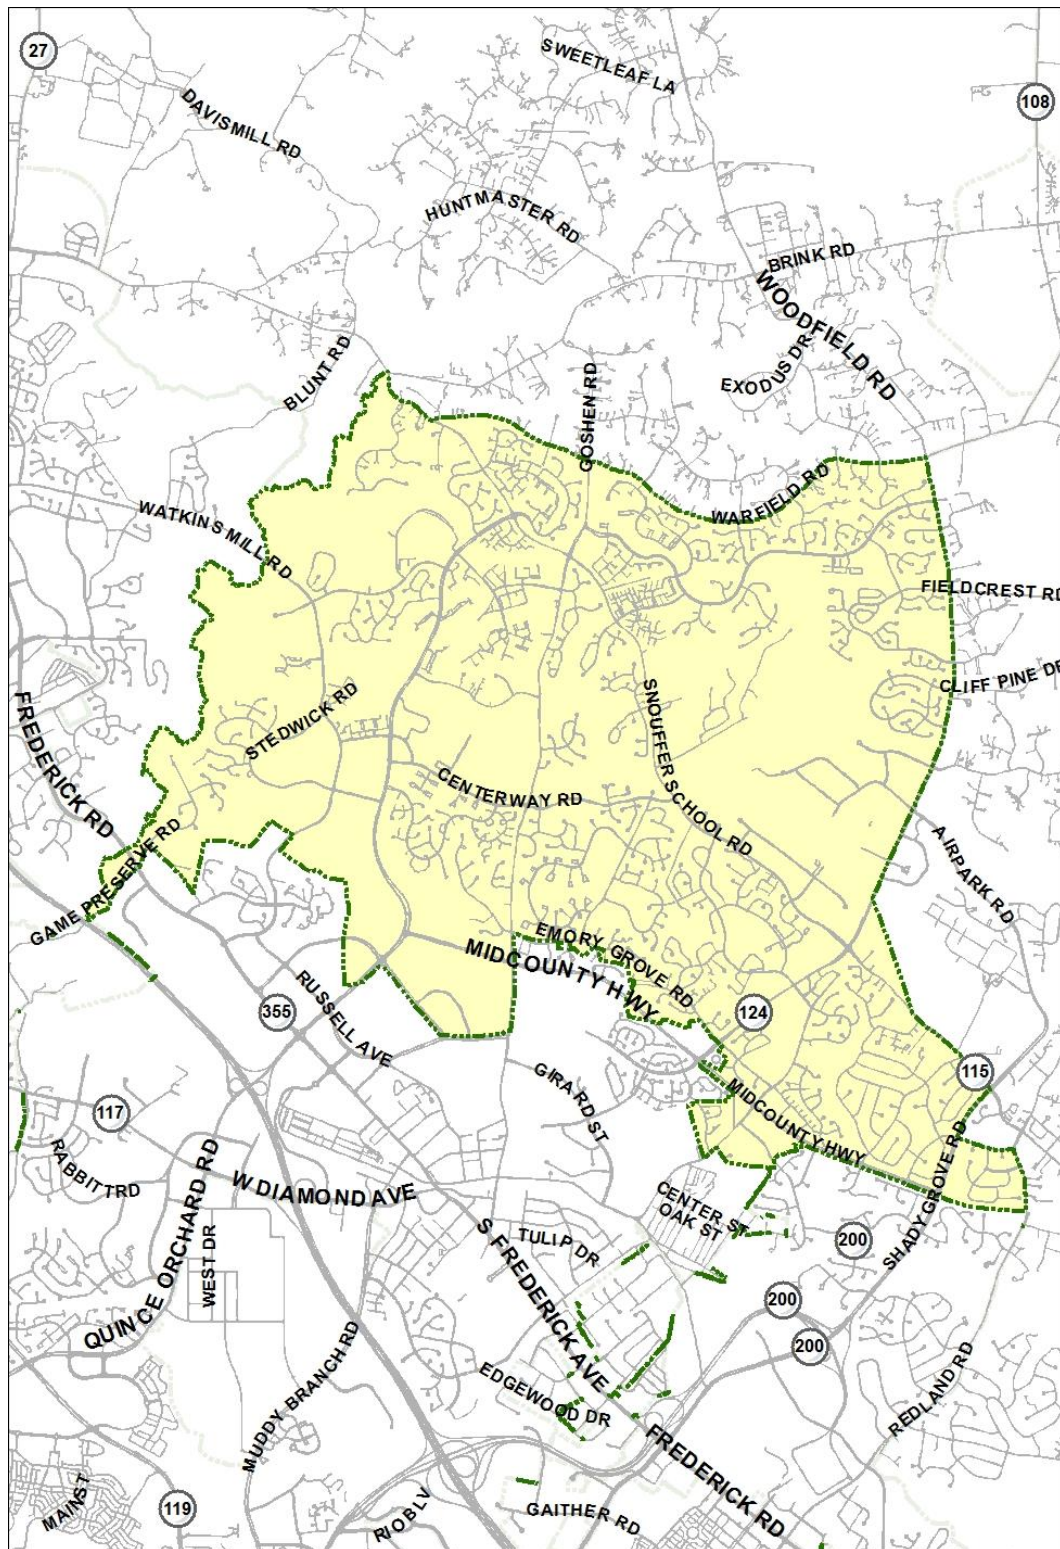 27
SWEETLEAF LA
108
DAVIS MILL RD
HUNTMASTER RD
BRINK RD
WOODFIELD RD
EXODUS DR
BLUNT RD
GOSHEN RD
WARFIELD RD
WATKINS MILL RD
FIELDCREST RD
CLIFF PINE DR
SNOUFFER SCHOOL RD
STEDWICK RD
FREDERICK RD
CENTERWAY RD
AIRPARK RD
GAME PRESERVE RD
EMORY GROVE RD
MIDCOUNTY HWY
RUSSELL AVE
355
124
115
GIRARD ST
MIDCOUNTY HWY
117
RABBITT RD
QUINCE ORCHARD RD
W DIAMOND AVE
SHADY GROVE RD
CENTER ST
OAK ST
200
WEST DR
TULIP DR
S FREDERICK AVE
200
200
MUDDY BRANCH RD
EDGEWOOD DR
REDLAND RD
FREDERICK RD
MAIN ST
119
RIO BLV
GAITHER RD